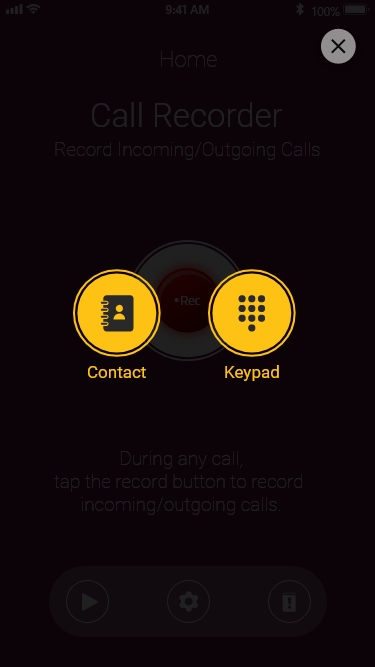 9:41 AM
100%
Home
Call Recorder
Record Incoming/Outgoing Calls
•Rec
Contact
Keypad
During any call,
tap the record button to record
incoming/outgoing calls.